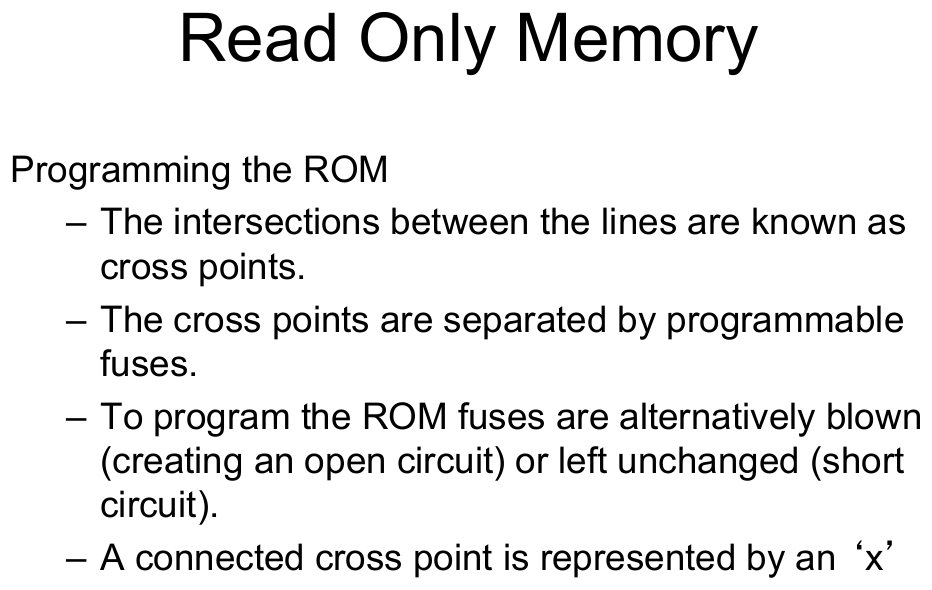 Read Only Memory
Programming the ROM
– The intersections between the lines are known as
cross points.
– The cross points are separated by programmable
fuses.
– To program the ROM fuses are alternatively blown
(creating an open circuit) or left unchanged (short
circuit).
– A connected cross point is represented by an ‘x’